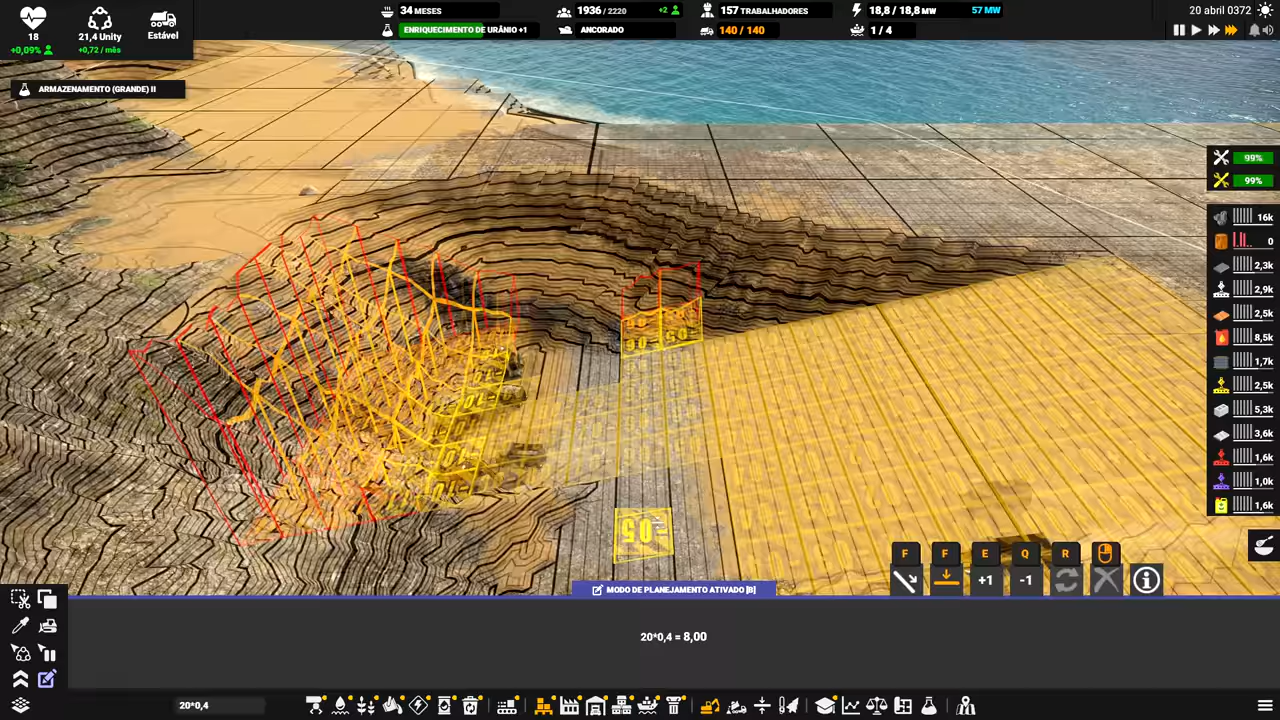 34 MESES
1936 / 2220
+2
157 TRABALHADORES
18,8 / 18,8 MW
57 MW
20 abril 0372
18
21,4 Unity
Estável
+0,09%
+0,72 / mês
ENRIQUECIMENTO DE URÂNIO +1
ANCORADO
140 / 140
1 / 4
ARMAZENAMENTO (GRANDE) II
99%
99%
16k
0
2,3k
2,9k
2,5k
8,5k
1,7k
2,5k
5,3k
3,6k
1,6k
1,0k
1,6k
-05
F
F
E
Q
R
+1
-1
MODO DE PLANEJAMENTO ATIVADO [B]
20*0,4 = 8,00
20*0,4